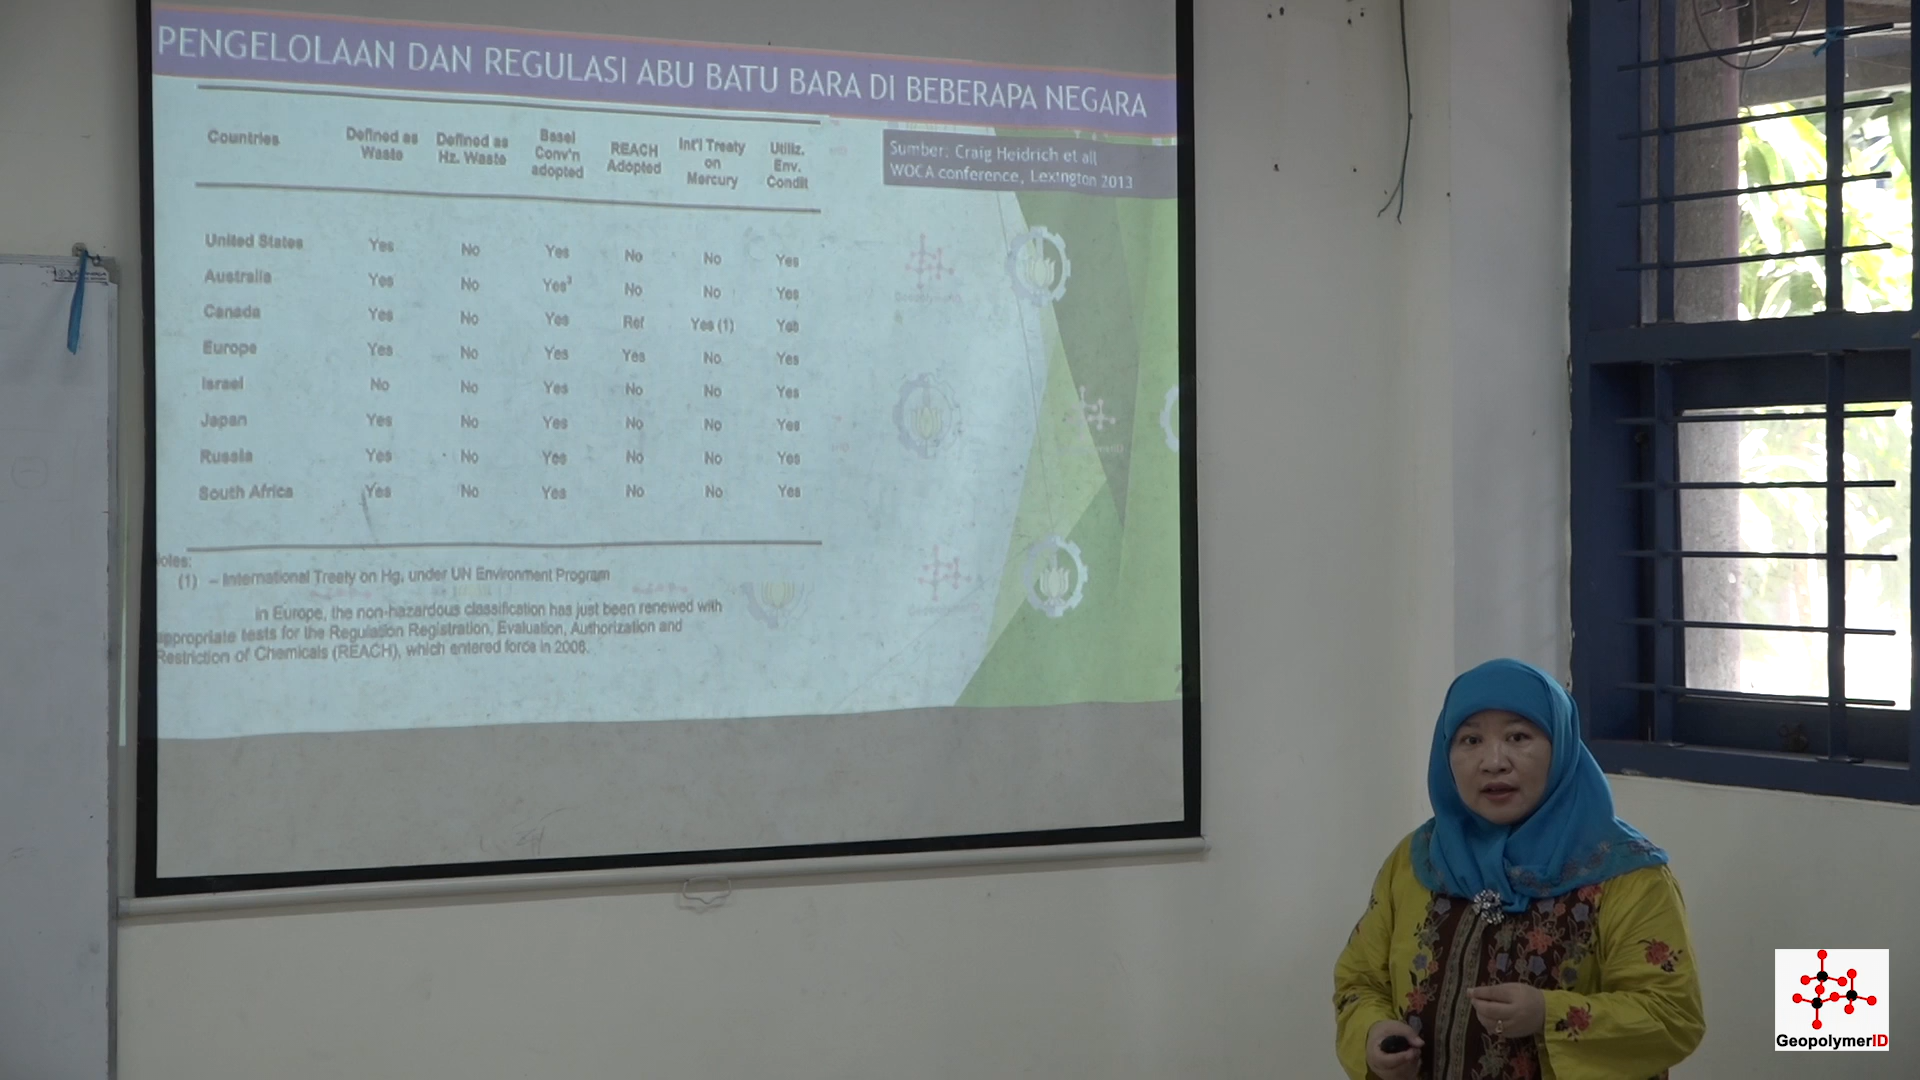 PENGELOLAAN DAN REGULASI ABU BATU BARA DI BEBERAPA NEGARA
Sumber: Craig Heidrich et all
WOCA conference, Lexington 2013
Countries Defined as Waste Defined as Hz. Waste Basel Conv'n adopted REACH Adopted Int'l Treaty on Mercury Utiliz. Env. Condit
United States Yes No Yes No No Yes
Australia Yes No Yes³ No No Yes
Canada Yes No Yes Ref Yes (1) Yes
Europe Yes No Yes Yes No Yes
Israel No No Yes No No Yes
Japan Yes No Yes No No Yes
Russia Yes No Yes No No Yes
South Africa Yes No Yes No No Yes
otes:
(1) – International Treaty on Hg, under UN Environment Program
in Europe, the non-hazardous classification has just been renewed with
appropriate tests for the Regulation Registration, Evaluation, Authorization and
Restriction of Chemicals (REACH), which entered force in 2006.
GeopolymerID